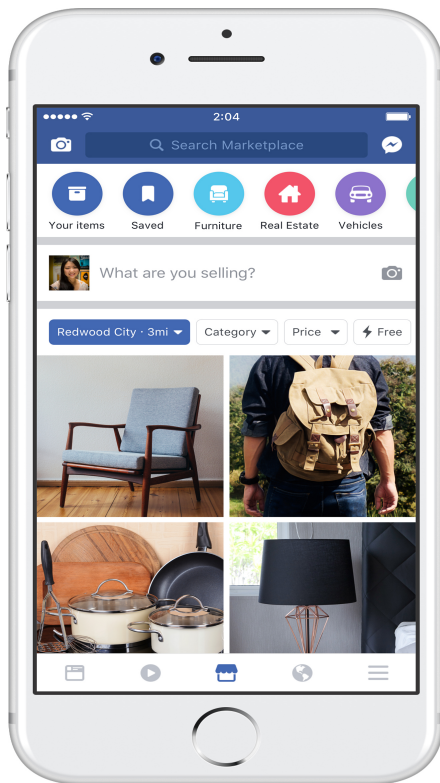 2:04
Search Marketplace
Your items Saved Furniture Real Estate Vehicles
What are you selling?
Redwood City · 3mi Category Price Free